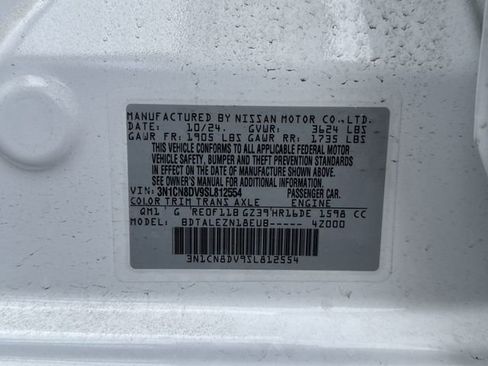 MANUFACTURED BY NISSAN MOTOR CO.,LTD.
DATE: 10/24. GVWR: 3624 LBS
GAWR FR: 1905 LBS GAWR RR: 1735 LBS
THIS VEHICLE CONFORMS TO ALL APPLICABLE FEDERAL MOTOR
VEHICLE SAFETY, BUMPER AND THEFT PREVENTION STANDARDS
IN EFFECT ON THE DATE OF MANUFACTURE SHOWN ABOVE.
SEE OWNER'S MANUAL FOR ADDITIONAL INFORMATION.
VIN: 3N1CN8DV9SL812554 PASSENGER CAR.
COLOR TRIM TRANS AXLE ENGINE
QM1' G 'RE0F11B GZ39'HR16DE 1598 CC
MODEL: BDTALEZN18EU8----- 4Z000
3N1CN8DV9SL812554